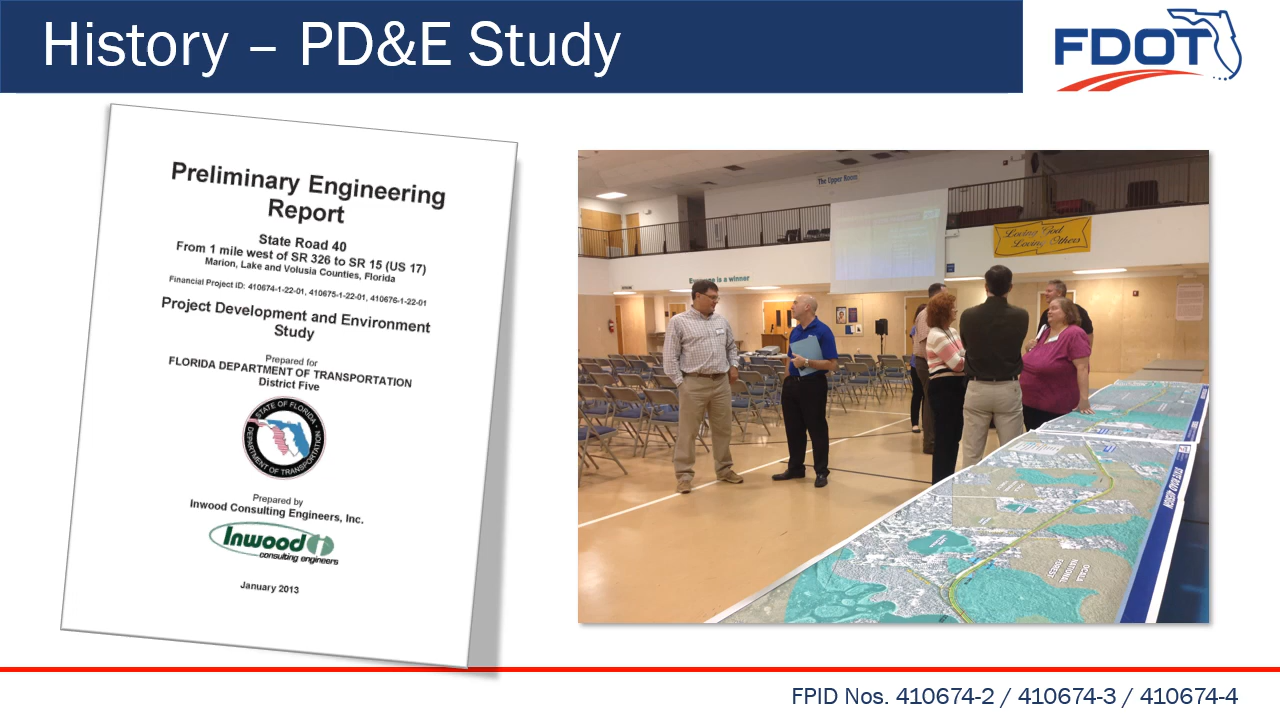 History – PD&E Study
FDOT
Preliminary Engineering
Report
State Road 40
From 1 mile west of SR 326 to SR 15 (US 17)
Marion, Lake and Volusia Counties, Florida
Financial Project ID: 410674-1-22-01, 410675-1-22-01, 410676-1-22-01
Project Development and Environment
Study
Prepared for
FLORIDA DEPARTMENT OF TRANSPORTATION
District Five
STATE OF FLORIDA
DEPARTMENT OF TRANSPORTATION
Prepared by
Inwood Consulting Engineers, Inc.
Inwood
consulting engineers
January 2013
The Upper Room
Loving God
Loving Others
is a winner
OCALA
NATIONAL
FOREST
FPID Nos. 410674-2 / 410674-3 / 410674-4